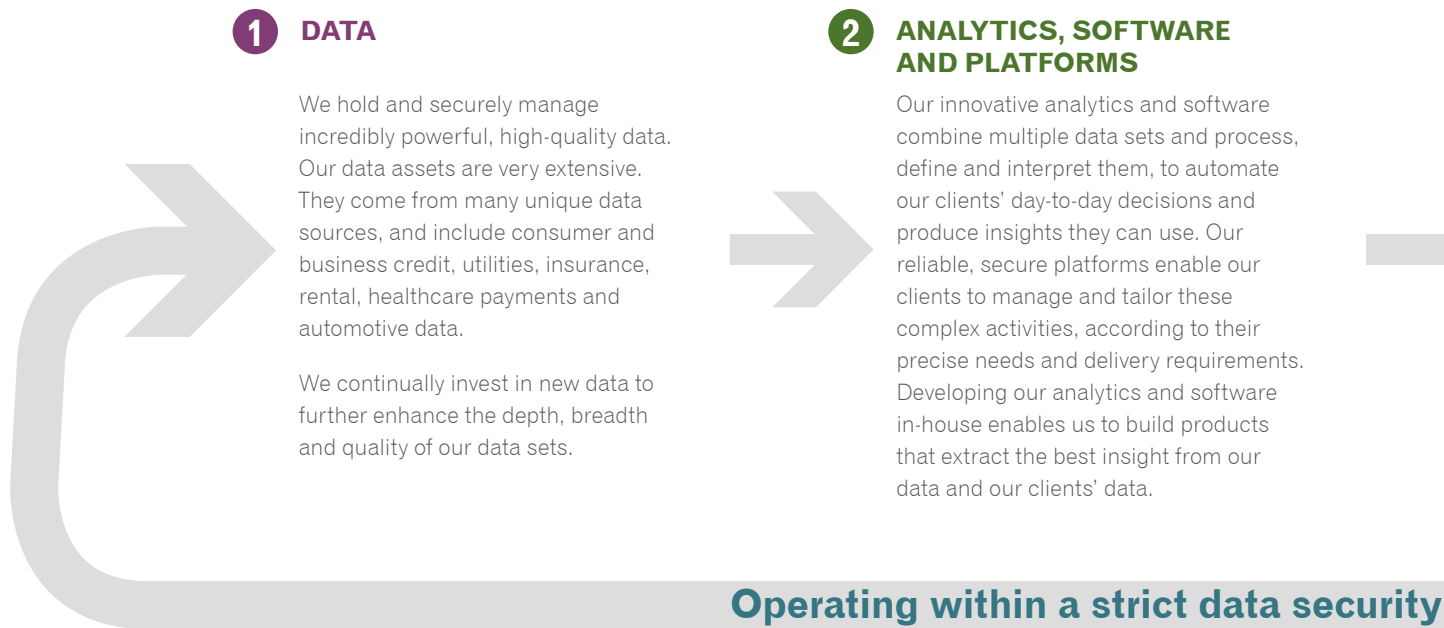 1 DATA
We hold and securely manage
incredibly powerful, high-quality data.
Our data assets are very extensive.
They come from many unique data
sources, and include consumer and
business credit, utilities, insurance,
rental, healthcare payments and
automotive data.
We continually invest in new data to
further enhance the depth, breadth
and quality of our data sets.
2 ANALYTICS, SOFTWARE
AND PLATFORMS
Our innovative analytics and software
combine multiple data sets and process,
define and interpret them, to automate
our clients’ day-to-day decisions and
produce insights they can use. Our
reliable, secure platforms enable our
clients to manage and tailor these
complex activities, according to their
precise needs and delivery requirements.
Developing our analytics and software
in-house enables us to build products
that extract the best insight from our
data and our clients’ data.
Operating within a strict data security